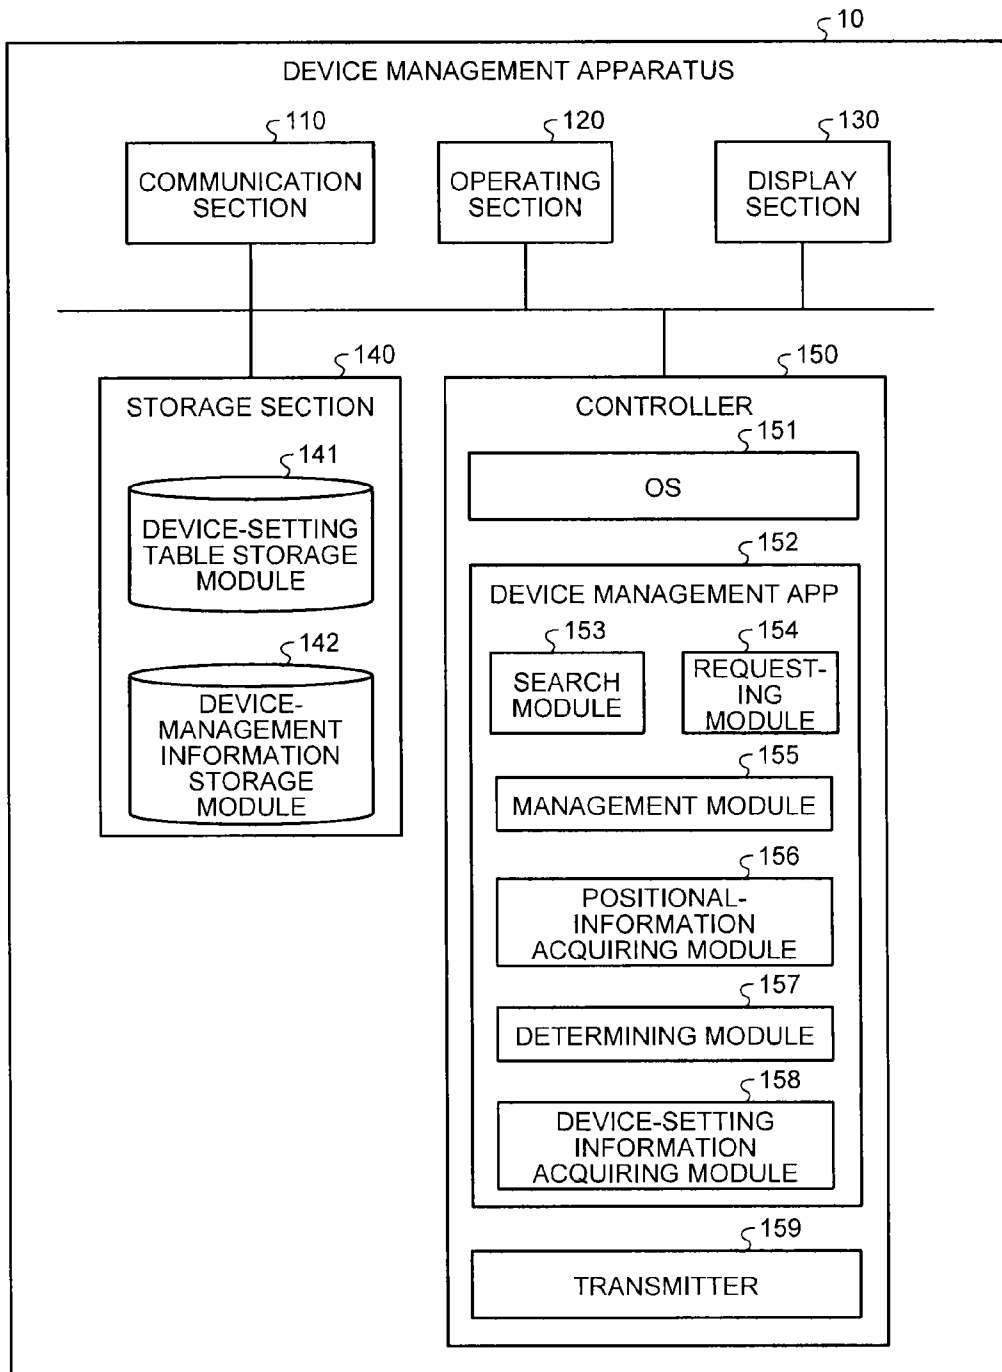 10
DEVICE MANAGEMENT APPARATUS
110
COMMUNICATION
SECTION
120
OPERATING
SECTION
130
DISPLAY
SECTION
140
STORAGE SECTION
141
DEVICE-SETTING
TABLE STORAGE
MODULE
142
DEVICE-
MANAGEMENT
INFORMATION
STORAGE
MODULE
150
CONTROLLER
151
OS
152
DEVICE MANAGEMENT APP
153
SEARCH
MODULE
154
REQUEST-
ING
MODULE
155
MANAGEMENT MODULE
156
POSITIONAL-
INFORMATION
ACQUIRING MODULE
157
DETERMINING MODULE
158
DEVICE-SETTING
INFORMATION
ACQUIRING MODULE
159
TRANSMITTER